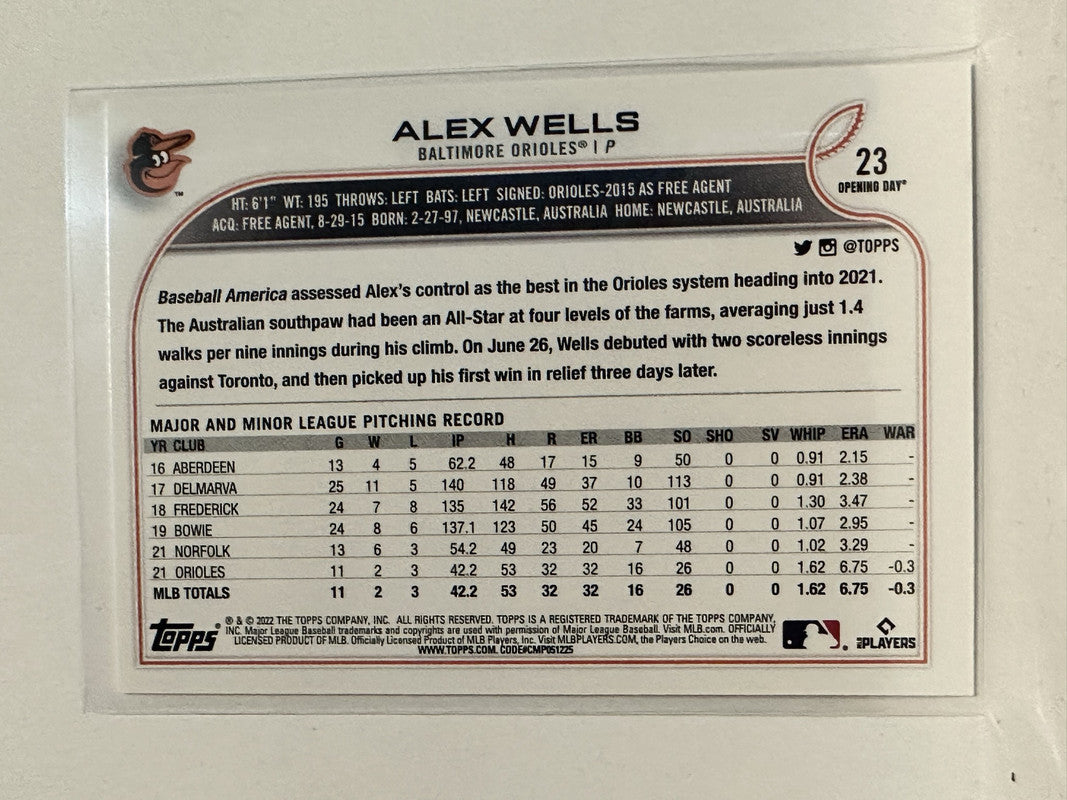 ALEX WELLS
BALTIMORE ORIOLES® | P
23
OPENING DAY®
HT: 6'1" WT: 195 THROWS: LEFT BATS: LEFT SIGNED: ORIOLES-2015 AS FREE AGENT
ACQ: FREE AGENT, 8-29-15 BORN: 2-27-97, NEWCASTLE, AUSTRALIA HOME: NEWCASTLE, AUSTRALIA
@TOPPS
Baseball America assessed Alex's control as the best in the Orioles system heading into 2021.
The Australian southpaw had been an All-Star at four levels of the farms, averaging just 1.4
walks per nine innings during his climb. On June 26, Wells debuted with two scoreless innings
against Toronto, and then picked up his first win in relief three days later.
MAJOR AND MINOR LEAGUE PITCHING RECORD
YR CLUB G W L IP H R ER BB SO SHO SV WHIP ERA WAR
16 ABERDEEN 13 4 5 62.2 48 17 15 9 50 0 0 0.91 2.15 -
17 DELMARVA 25 11 5 140 118 49 37 10 113 0 0 0.91 2.38 -
18 FREDERICK 24 7 8 135 142 56 52 33 101 0 0 1.30 3.47 -
19 BOWIE 24 8 6 137.1 123 50 45 24 105 0 0 1.07 2.95 -
21 NORFOLK 13 6 3 54.2 49 23 20 7 48 0 0 1.02 3.29 -
21 ORIOLES 11 2 3 42.2 53 32 32 16 26 0 0 1.62 6.75 -0.3
MLB TOTALS 11 2 3 42.2 53 32 32 16 26 0 0 1.62 6.75 -0.3
Topps®
® & © 2022 THE TOPPS COMPANY, INC. ALL RIGHTS RESERVED. TOPPS IS A REGISTERED TRADEMARK OF THE TOPPS COMPANY,
INC. Major League Baseball trademarks and copyrights are used with permission of Major League Baseball. Visit MLB.com. OFFICIALLY
LICENSED PRODUCT OF MLB Players, Inc. Visit MLBPLAYERS.COM, the Players Choice on the web.
WWW.TOPPS.COM. CODE#CMP051225
MLB PLAYERS